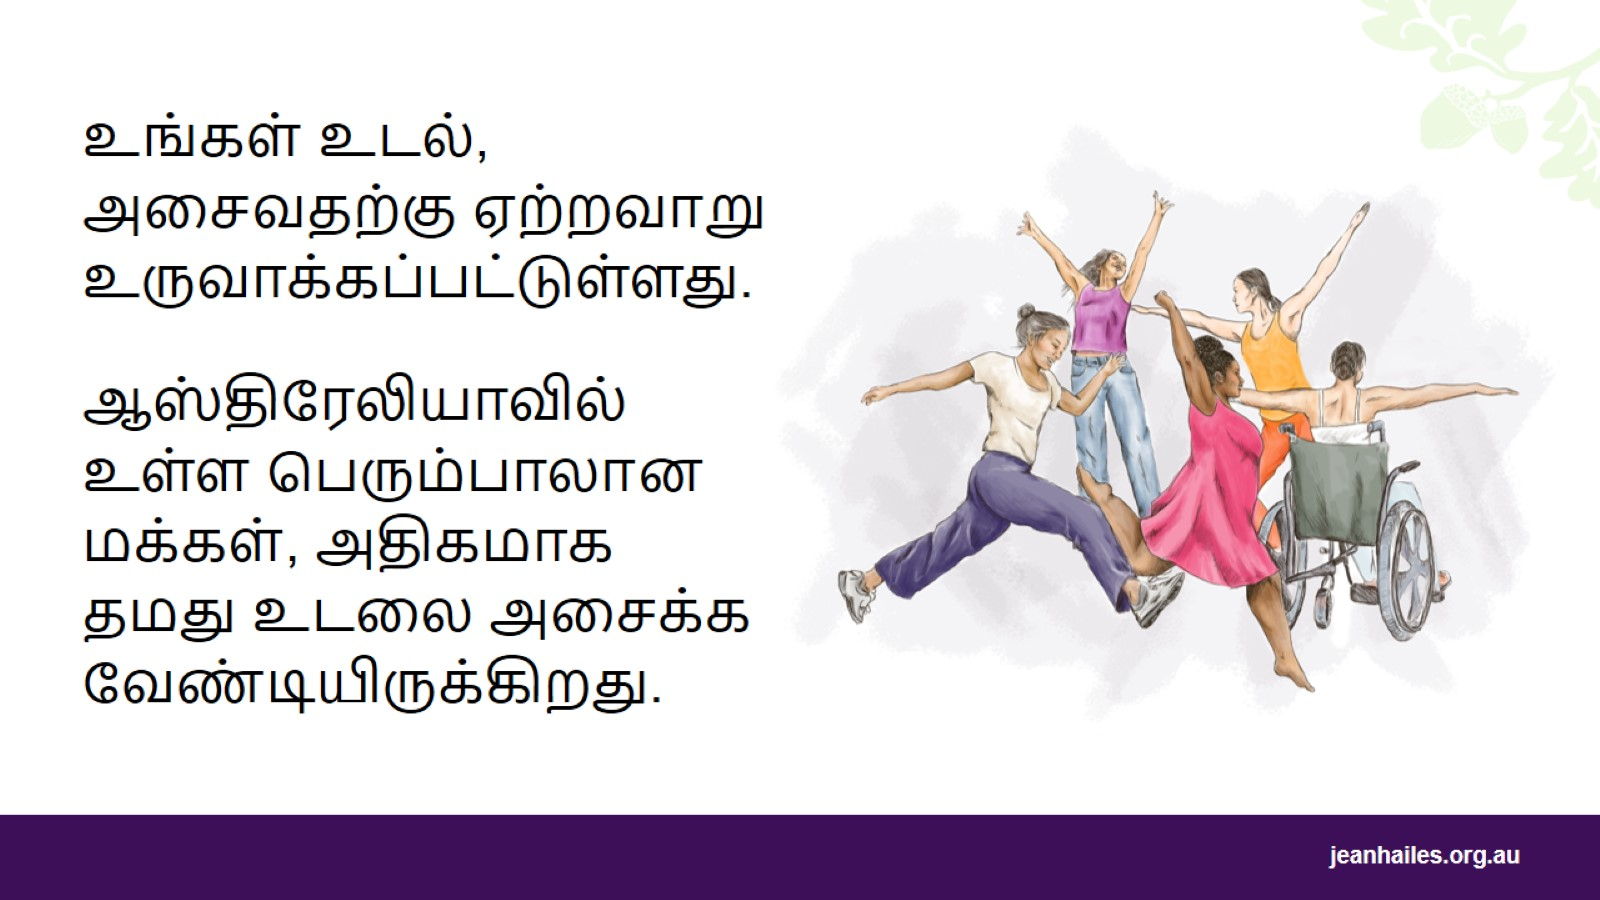 உங்கள் உடல்,
அசைவதற்கு ஏற்றவாறு
உருவாக்கப்பட்டுள்ளது.
ஆஸ்திரேலியாவில்
உள்ள பெரும்பாலான
மக்கள், அதிகமாக
தமது உடலை அசைக்க
வேண்டியிருக்கிறது.
jeanhailes.org.au